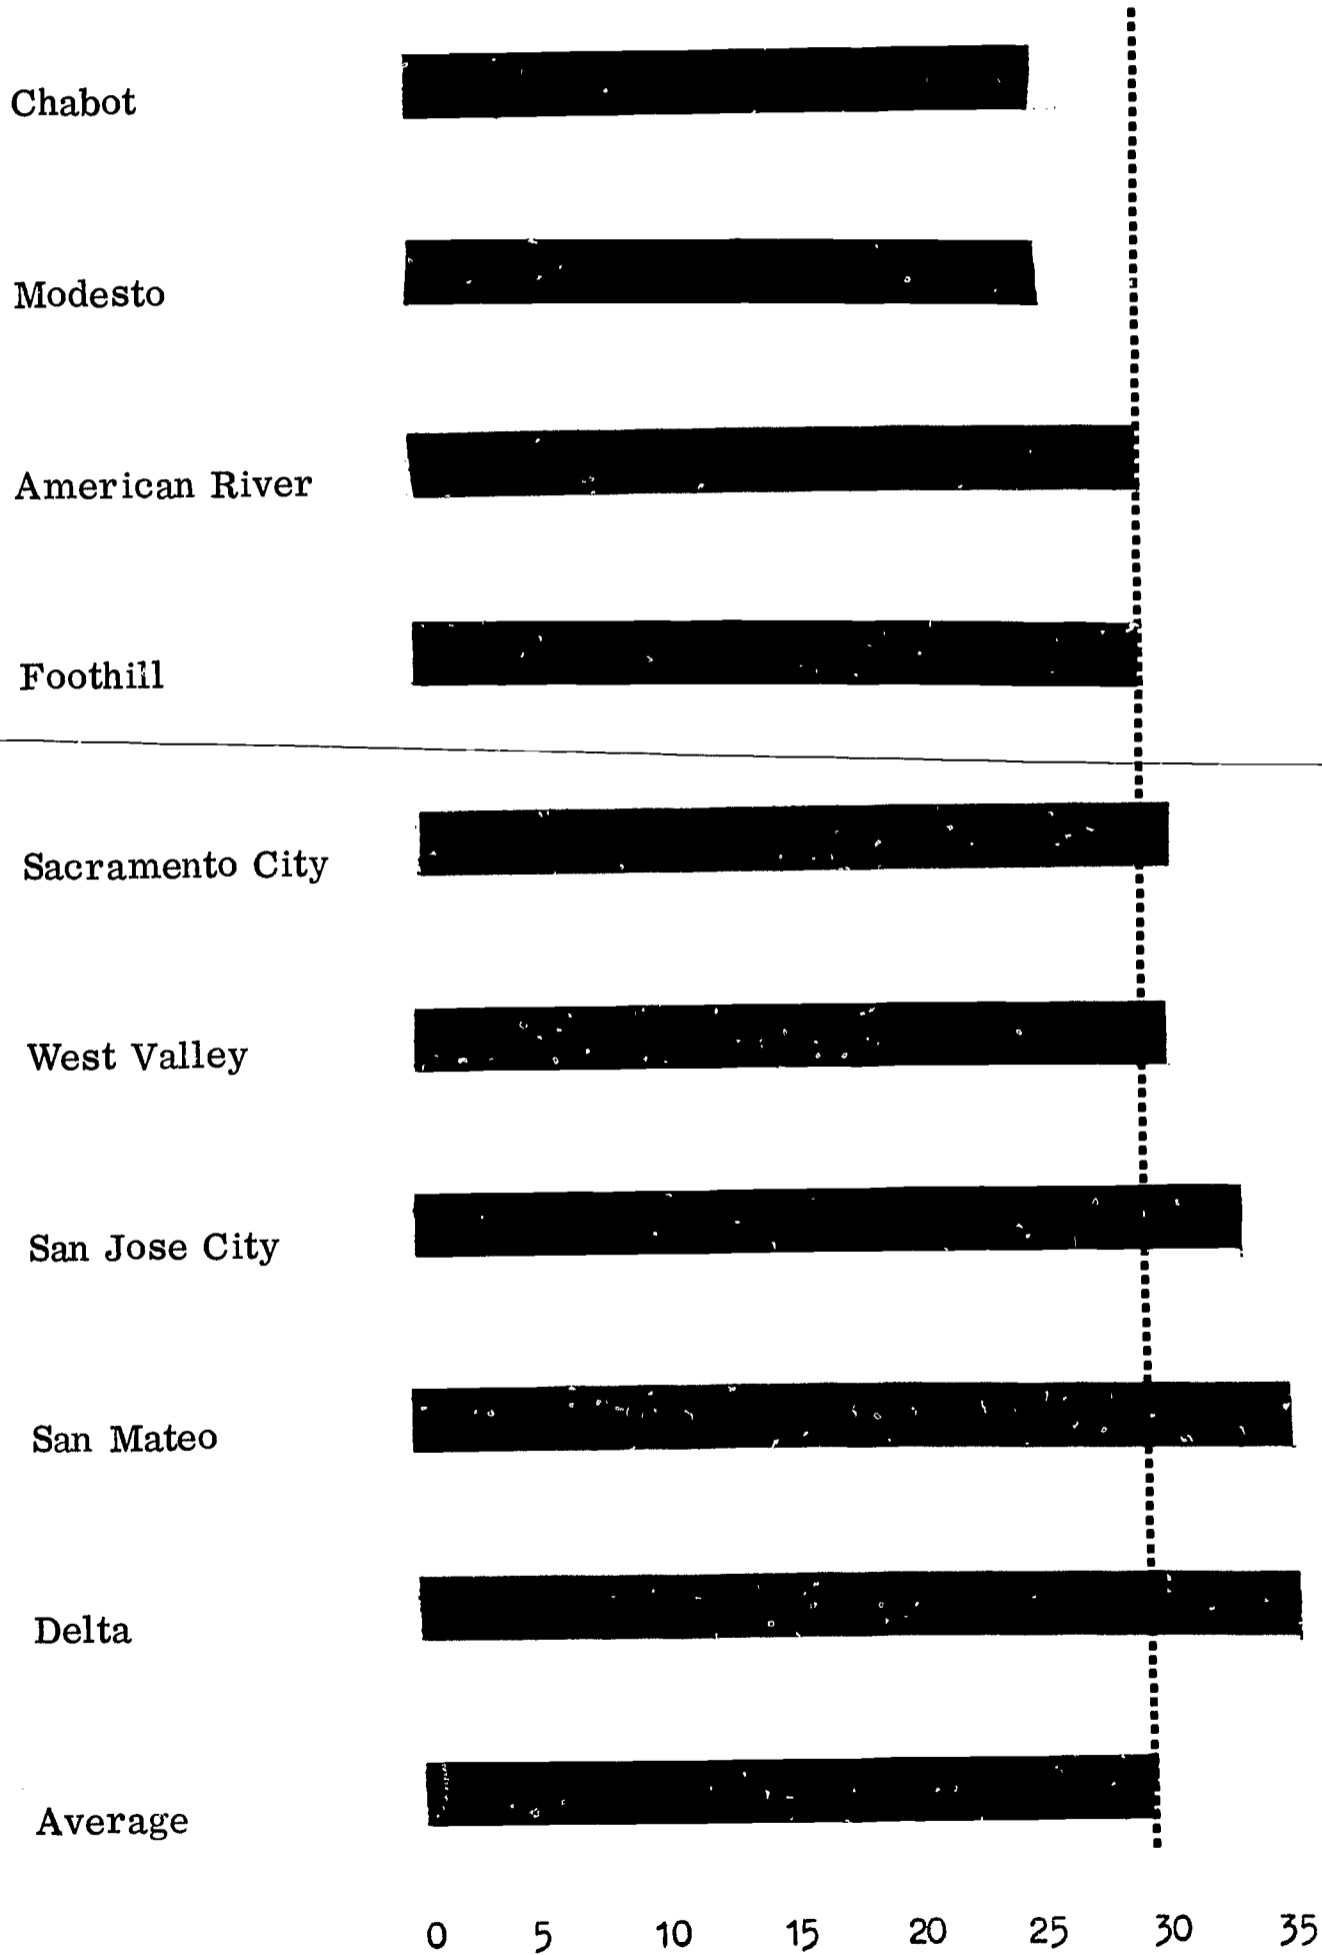 Chabot
Modesto
American River
Foothill
Sacramento City
West Valley
San Jose City
San Mateo
Delta
Average
0 5 10 15 20 25 30 35